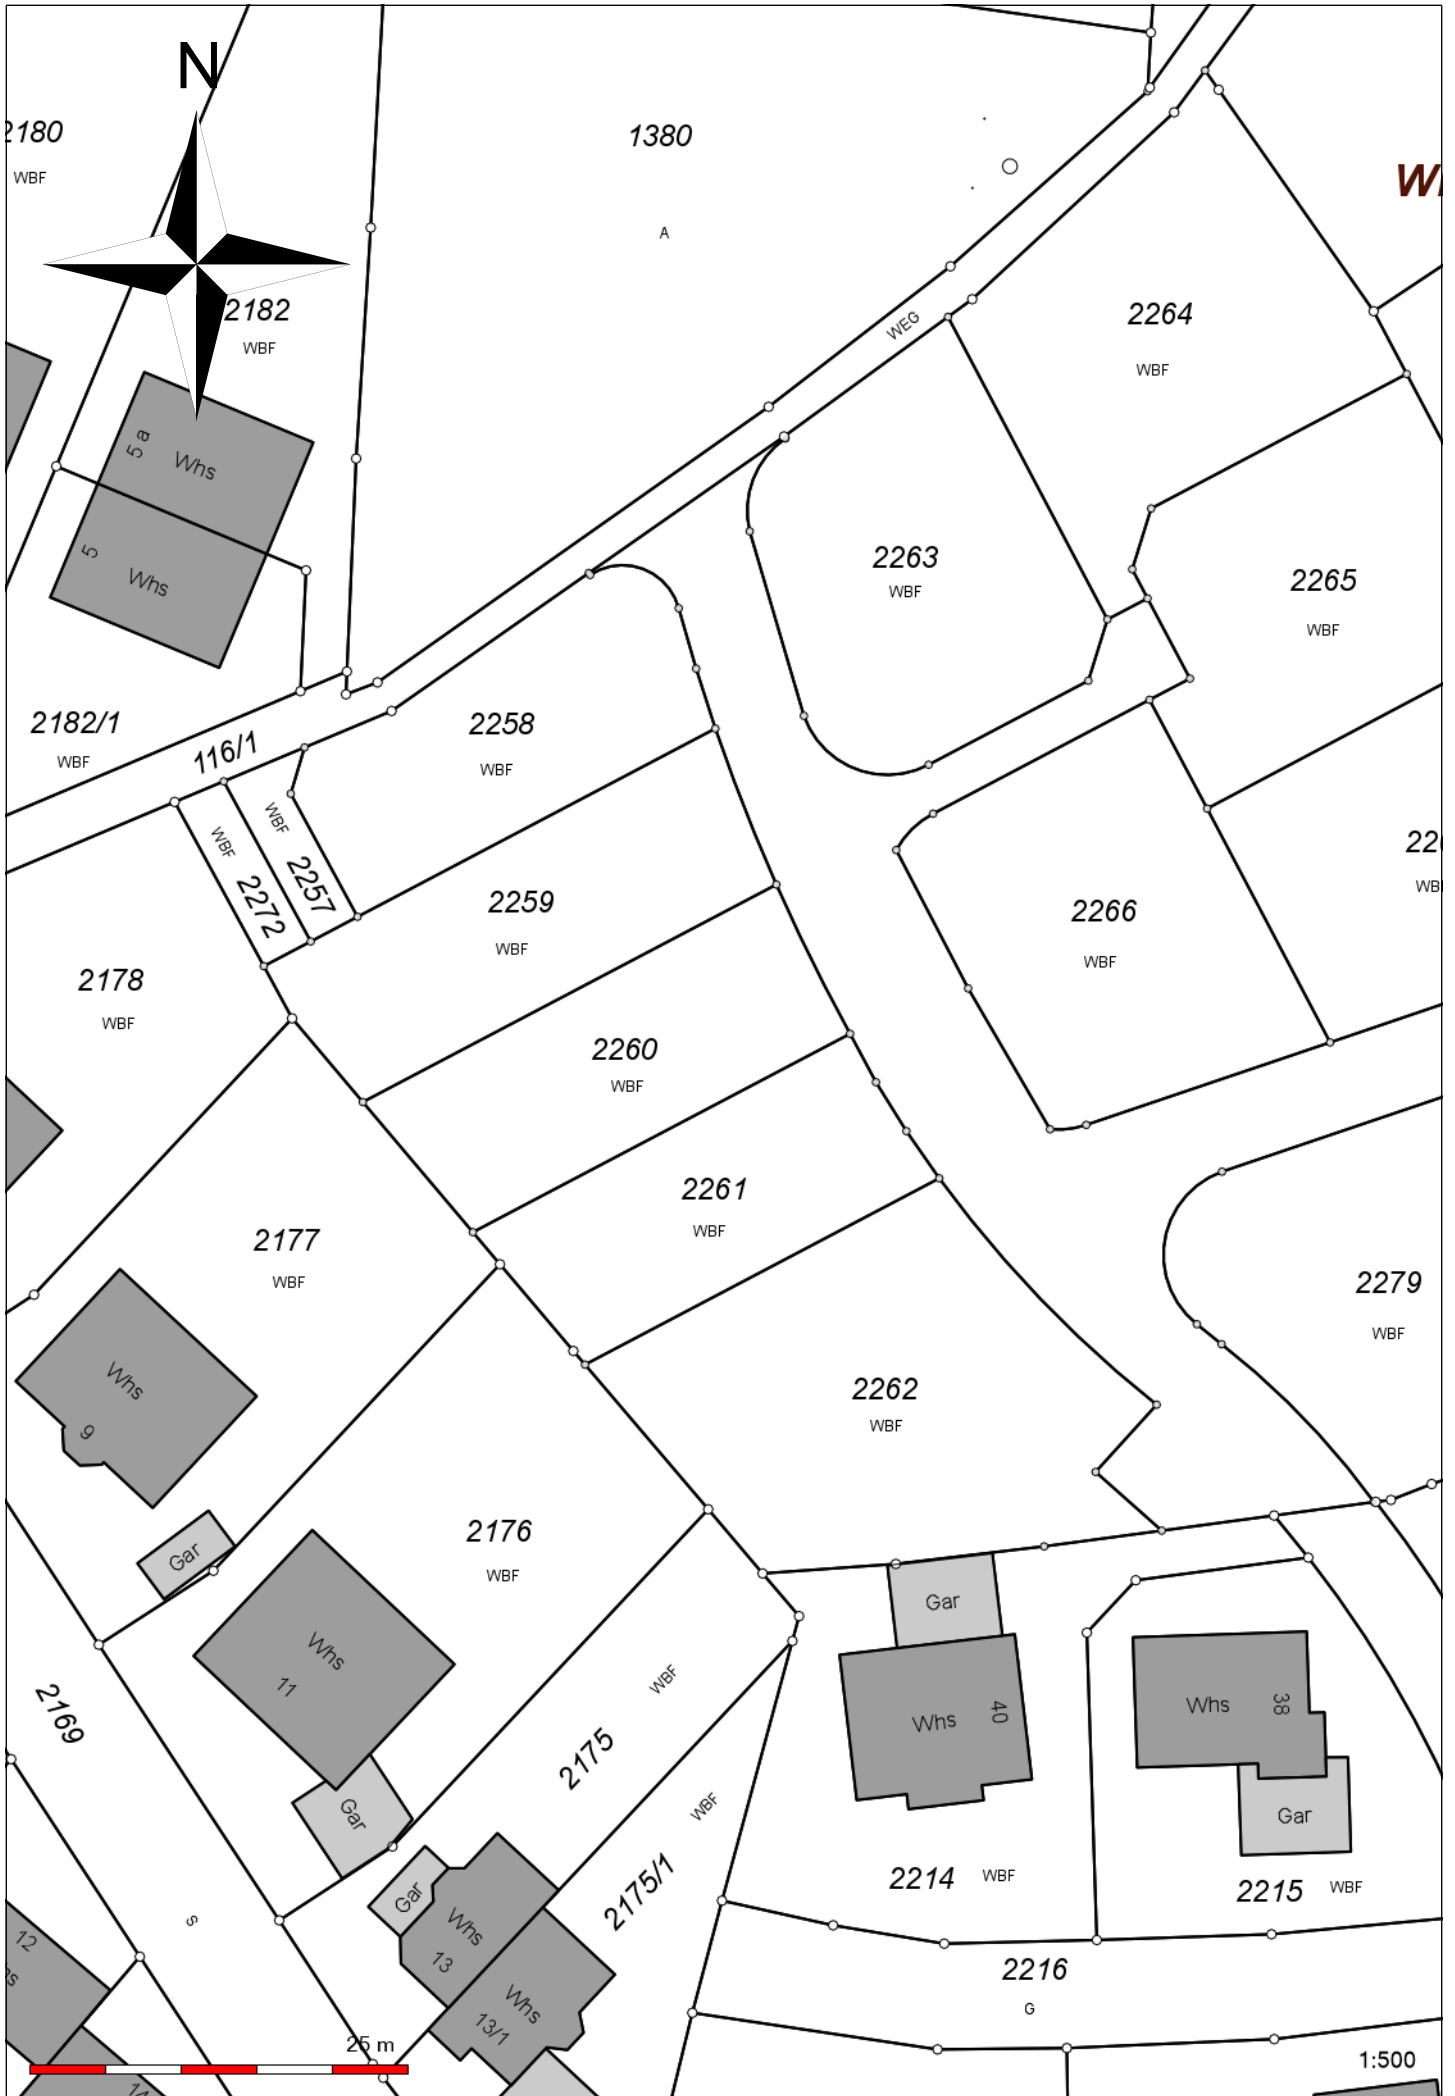 N
2180
WBF
1380
A
2182
WBF
WEG
2264
WBF
5 a
Whs
5
Whs
2263
WBF
2265
WBF
2182/1
WBF
116/1
2258
WBF
WBF
2257
WBF
2272
2259
WBF
2266
WBF
WB
2178
WBF
2260
WBF
2261
WBF
2177
WBF
2279
WBF
Whs
9
2262
WBF
Gar
2176
WBF
Whs
11
Gar
WBF
2175
Gar
Whs
40
Whs
38
Gar
2169
WBF
2175/1
2214
WBF
2215
WBF
Gar
Whs
13
Whs
13/1
S
12
2216
G
25 m
14
1:500